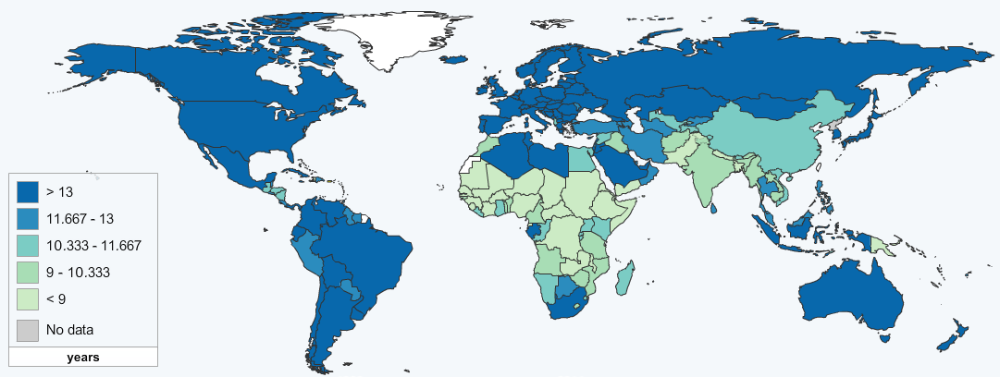 > 13
11.667 - 13
10.333 - 11.667
9 - 10.333
< 9
No data
years